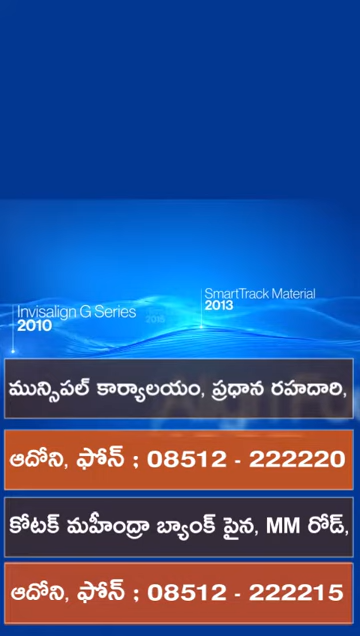 SmartTrack Material
2013
Invisalign G Series
2010
2016
మున్సిపల్ కార్యాలయం, ప్రధాన రహదారి,
ఆదోని, ఫోన్ ; 08512 - 222220
కోటక్ మహీంద్రా బ్యాంక్ పైన, MM రోడ్,
ఆదోని, ఫోన్ ; 08512 - 222215